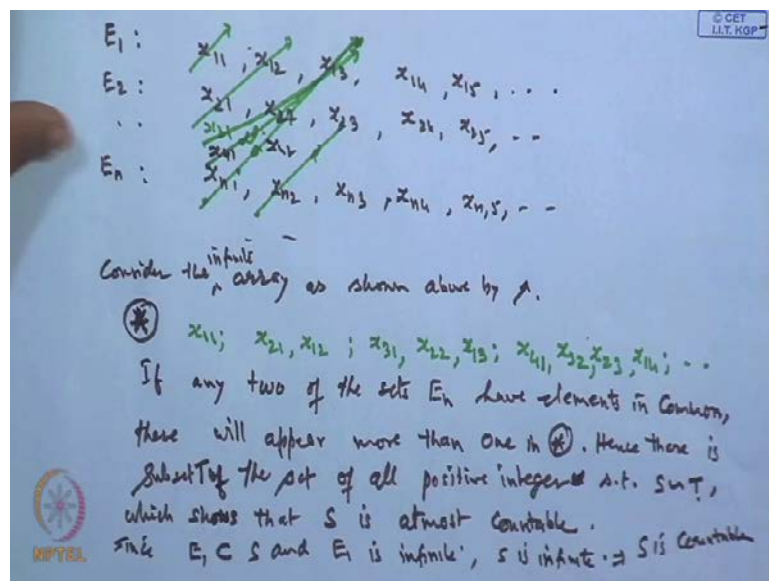 © CET
I.I.T. KGP
E1 : x11 , x12 , x13, x14 , x15 , . . .
E2 : x21 , x22 , x23 , x24, x25, --
. .
x31
x41 x42
En : xn1 , xn2 , xn3 , xn4 , xn,5, - -
Consider the infinite array as shown above by ↗.
(*)
x11; x21, x12 ; x31, x22, x13; x41, x32, x23, x14; ..
If any two of the sets En have elements in Common,
these will appear more than one in (*). Hence there is
Subset T of the set of all positive integer s.t. S ~ T,
which shows that S is atmost countable.
Since E1 ⊂ S and E1 is infinite, S is infinite ⇒ S is Countable
NPTEL